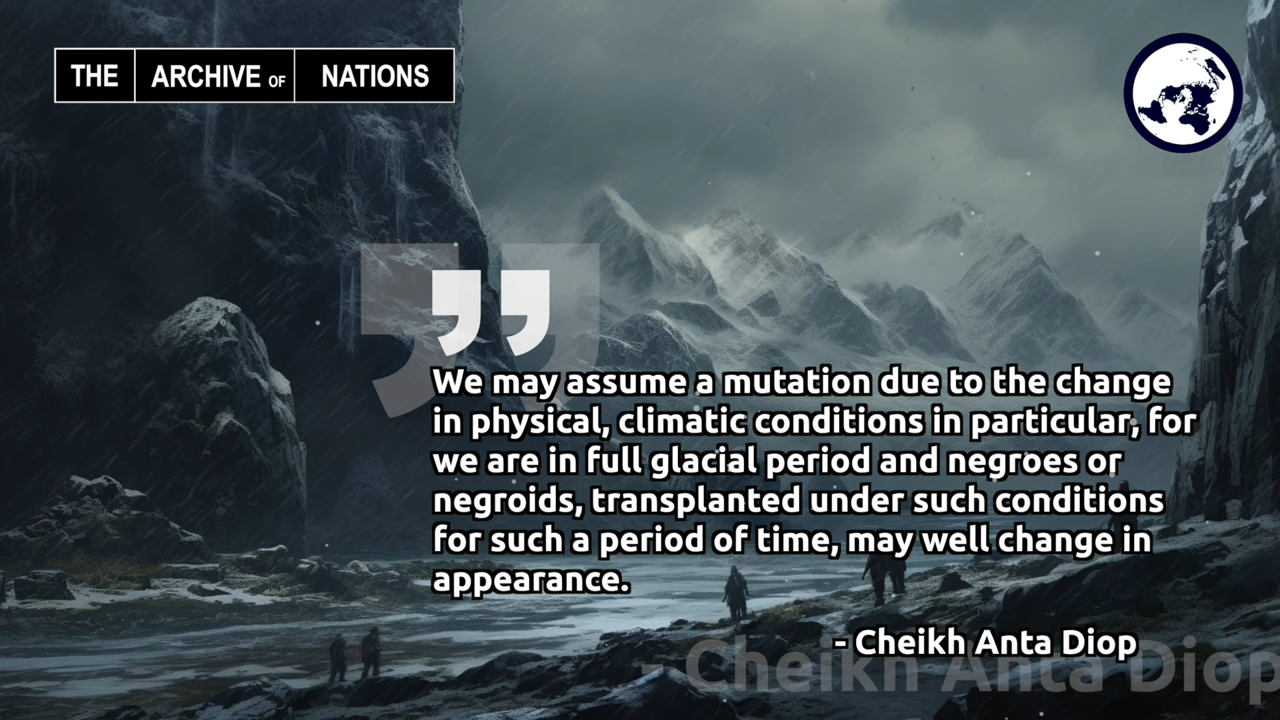 THE ARCHIVE OF NATIONS
”
We may assume a mutation due to the change
in physical, climatic conditions in particular, for
we are in full glacial period and negroes or
negroids, transplanted under such conditions
for such a period of time, may well change in
appearance.
- Cheikh Anta Diop
- Cheikh Anta Diop